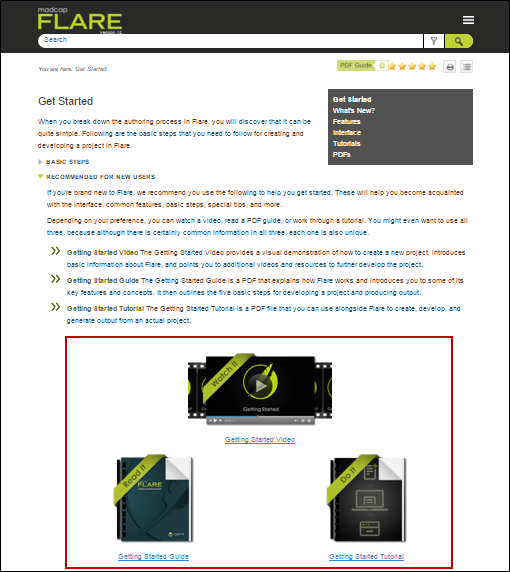 madcap
FLARE
Version 12
Search
You are here: Get Started
PDF Guide
Get Started
Get Started
What's New?
Features
Interface
Tutorials
PDFs
When you break down the authoring process in Flare, you will discover that it can be
quite simple. Following are the basic steps that you need to follow for creating and
developing a project in Flare.
BASIC STEPS
RECOMMENDED FOR NEW USERS
If you're brand new to Flare, we recommend you use the following to help you get started. These will help you become acquainted
with the interface, common features, basic steps, special tips, and more.
Depending on your preference, you can watch a video, read a PDF guide, or work through a tutorial. You might even want to use all
three, because although there is certainly common information in all three, each one is also unique.
Getting Started Video The Getting Started Video provides a visual demonstration of how to create a new project, introduces
basic information about Flare, and points you to additional videos and resources to further develop the project.
Getting Started Guide The Getting Started Guide is a PDF that explains how Flare works and introduces you to some of its
key features and concepts. It then outlines the five basic steps for developing a project and producing output.
Getting Started Tutorial The Getting Started Tutorial is a PDF file that you can use alongside Flare to create, develop, and
generate output from an actual project.
Watch It
Getting Started
Getting Started Video
Read It
FLARE
Do It
Getting Started Guide
Getting Started Tutorial